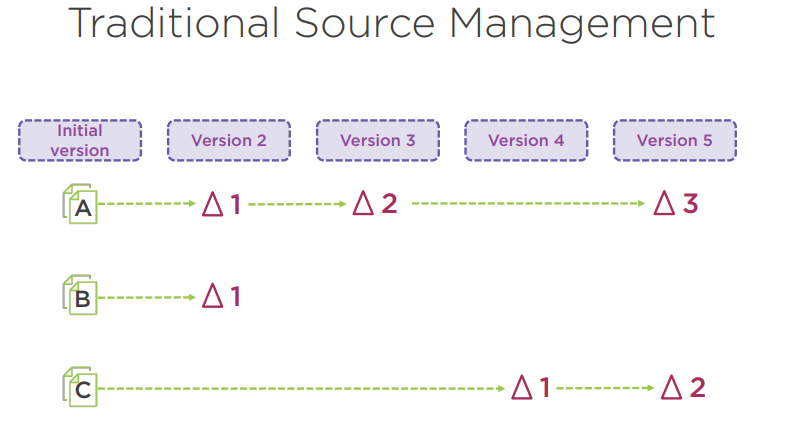 Traditional Source Management
Initial
version
Version 2
Version 3
Version 4
Version 5
A
Δ 1
Δ 2
Δ 3
B
Δ 1
C
Δ 1
Δ 2